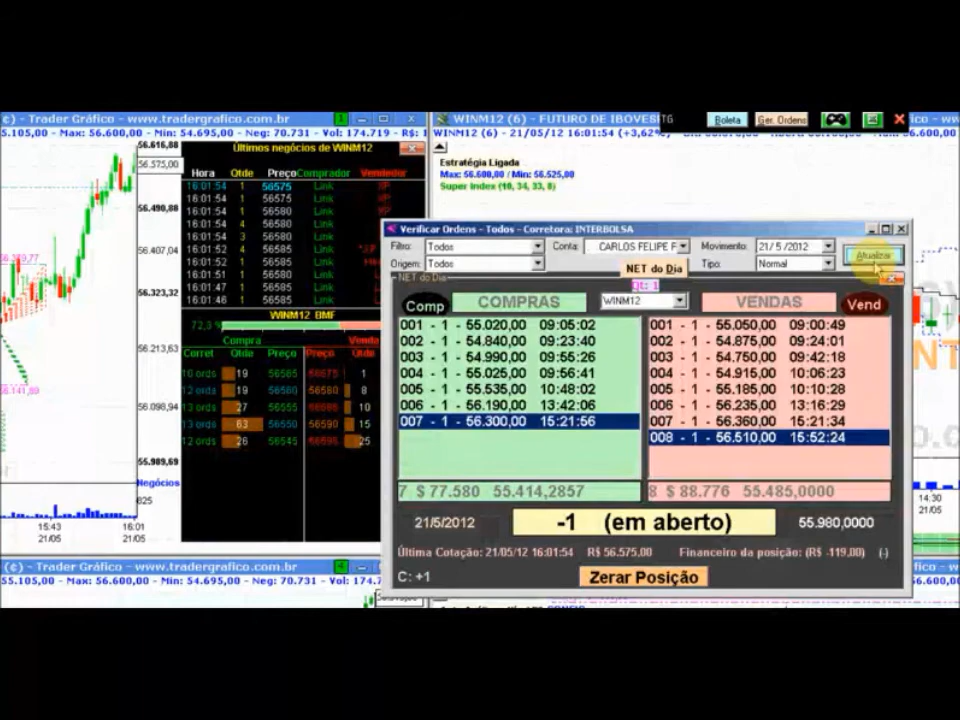 c) - Trader Gráfico - www.tradergrafico.com.br
5.105,00 - Max: 56.600,00 - Min: 54.695,00 - Neg: 70.731 - Vol: 174.719 - R$: 1
WINM12 (6) - FUTURO DE IBOVES
Boleta
Ger. Ordens
WINM12 (6) - 21/05/12 16:01:54 (+3,62%)
Estratégia Ligada
Max: 56.600,00 / Min: 56.525,00
Super Index (10, 34, 33, 8)
56.616,88
56.575,00
56.490,88
56.407,04
56.323,32
56.213,63
56.098,94
55.989,69
Negócios
825
15:43
21/05
16:01
21/05
Últimos negócios de WINM12
Hora Qtde Preço Comprador Vendedor
16:01:54 1 56575 Link XP
16:01:54 1 56575 Link
16:01:54 1 56580 Link
16:01:54 4 56585 Link
16:01:54 3 56580 Link
16:01:52 4 56585 Link
16:01:51 1 56585 Link
16:01:51 2 56580 Link
16:01:51 1 56585 Link
WINM12 BMF
Compra Venda
Corret Qtde Preço Preço Qtde
19 56565 56575 1
12 ords 19 56560 56580 8
13 ords 27 56555 56585 10
13 ords 63 56550 56590 15
12 ords 26 56545 56595 25
Verificar Ordens - Todos - Corretora: INTERBOLSA
Filtro: Todos Conta: CARLOS FELIPE F Movimento: 21/ 5 /2012 Atualizar
Origem: Todos NET do Dia Tipo: Normal
NET do Dia
Qt: 1
Comp COMPRAS WINM12 VENDAS Vend
001 - 1 - 55.020,00 09:05:02
002 - 1 - 54.840,00 09:23:40
003 - 1 - 54.990,00 09:55:26
004 - 1 - 55.025,00 09:56:41
005 - 1 - 55.535,00 10:48:02
006 - 1 - 56.190,00 13:42:06
007 - 1 - 56.300,00 15:21:56
7 $ 77.580 55.414,2857
001 - 1 - 55.050,00 09:00:49
002 - 1 - 54.875,00 09:24:01
003 - 1 - 54.750,00 09:42:18
004 - 1 - 54.915,00 10:06:23
005 - 1 - 55.185,00 10:10:28
006 - 1 - 56.235,00 13:16:29
007 - 1 - 56.360,00 15:21:34
008 - 1 - 56.510,00 15:52:24
8 $ 88.776 55.485,0000
21/5/2012 -1 (em aberto) 55.980,0000
Última Cotação: 21/05/12 16:01:54 R$ 56.575,00 Financeiro da posição: (R$ -119,00) (-)
C: +1 Zerar Posição
14:30
21/05
(c) - Trader Gráfico - www.tradergrafico.com.br
5.105,00 - Max: 56.600,00 - Min: 54.695,00 - Neg: 70.731 - Vol: 174.7